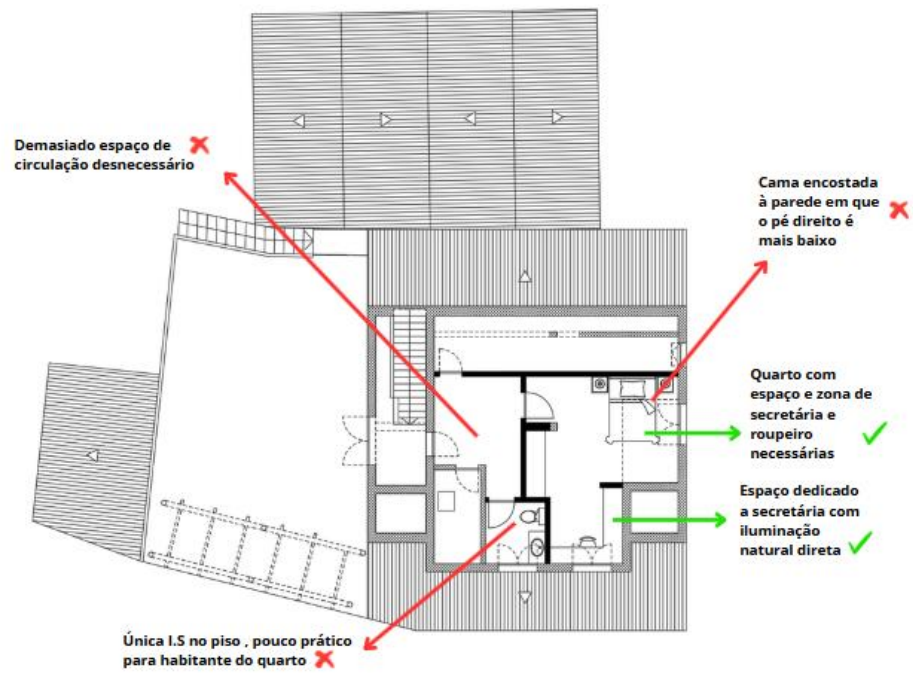 Demasiado espaço de
circulação desnecessário
Cama encostada
à parede em que
o pé direito é
mais baixo
Quarto com
espaço e zona de
secretária e
roupeiro
necessárias
Espaço dedicado
a secretária com
iluminação
natural direta
Única I.S no piso , pouco prático
para habitante do quarto